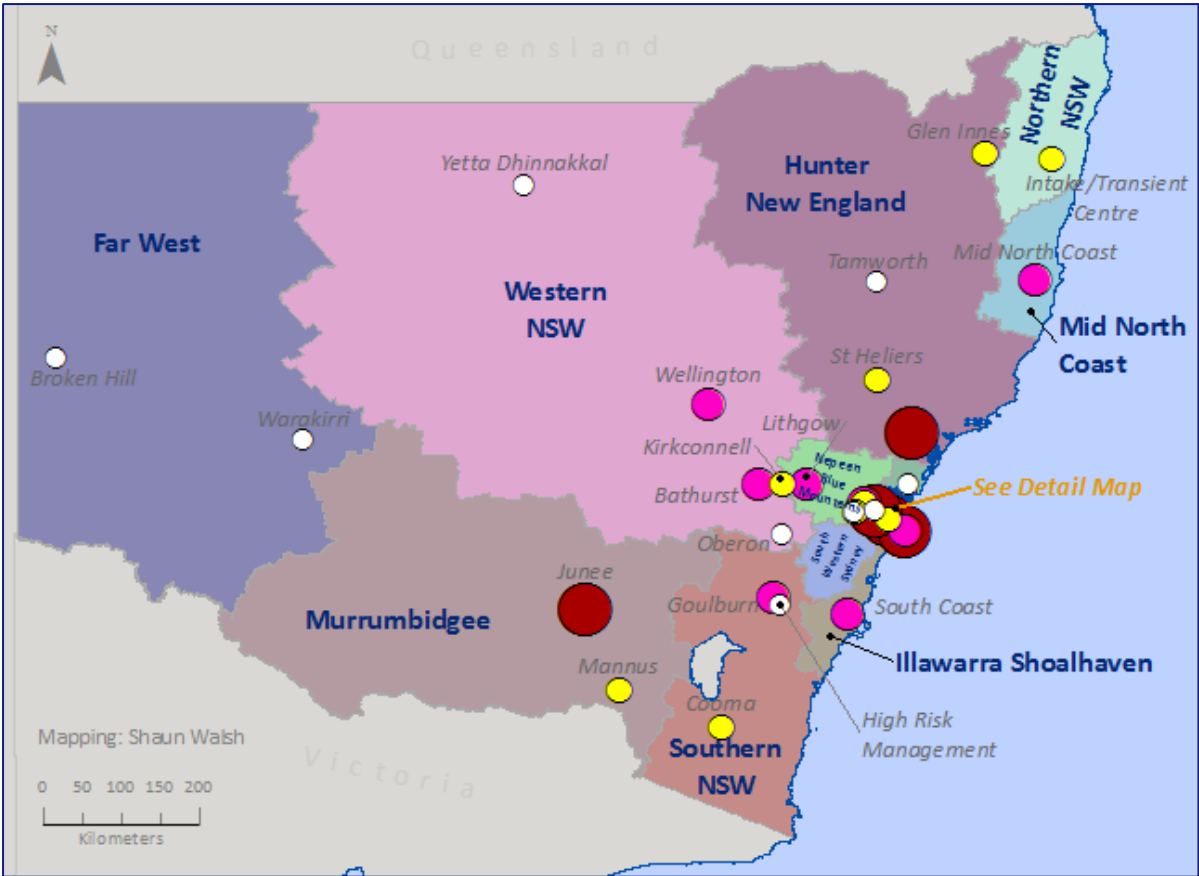 N
Queensland
Northern
NSW
Glen Innes
Yetta Dhinnakkal
Hunter
New England
Intake/Transient
Centre
Far West
Mid North Coast
Tamworth
Western
NSW
Mid North
Coast
St Heliers
Broken Hill
Wellington
Warakirri
Lithgow
Kirkconnell
Nepean
Blue
Mountains
Bathurst
See Detail Map
Oberon
South
Western
Sydney
Junee
Goulburn
South Coast
Murrumbidgee
Illawarra Shoalhaven
Mannus
Cooma
High Risk
Management
Southern
NSW
Mapping: Shaun Walsh
Victoria
0 50 100 150 200
Kilometers